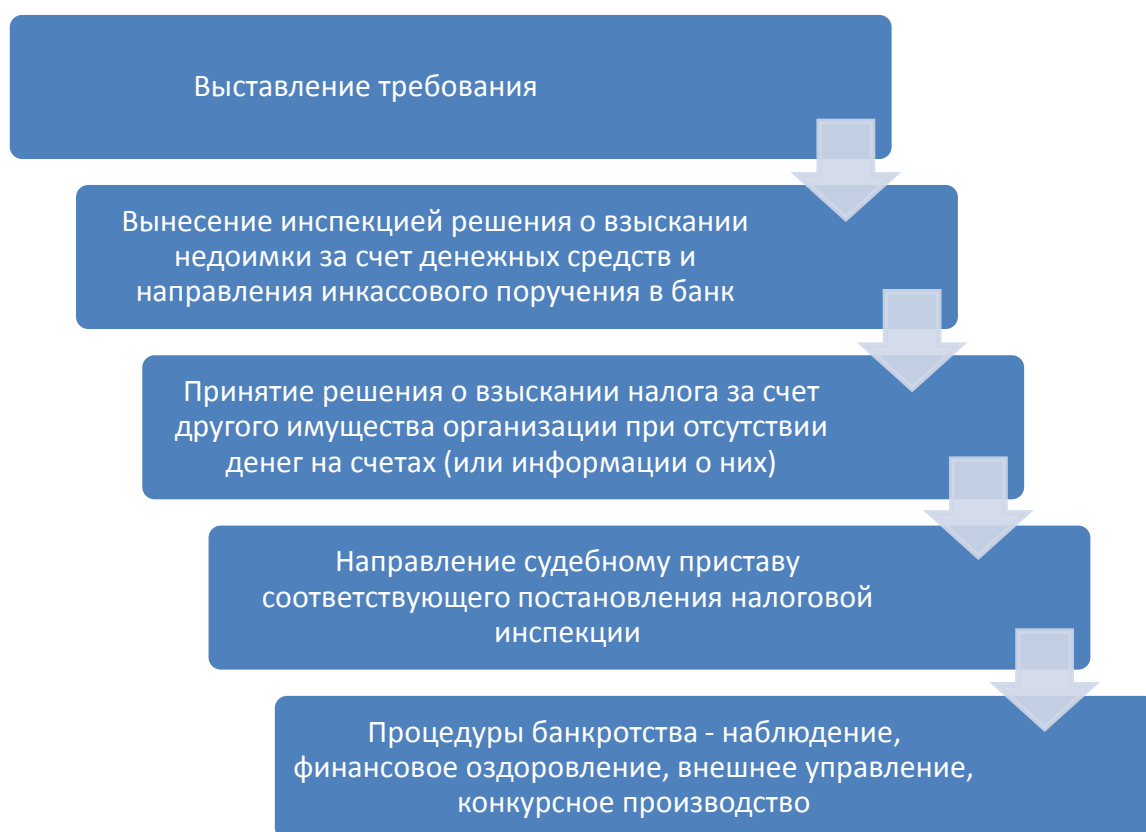 Выставление требования
Вынесение инспекцией решения о взыскании
недоимки за счет денежных средств и
направления инкассового поручения в банк
Принятие решения о взыскании налога за счет
другого имущества организации при отсутствии
денег на счетах (или информации о них)
Направление судебному приставу
соответствующего постановления налоговой
инспекции
Процедуры банкротства - наблюдение,
финансовое оздоровление, внешнее управление,
конкурсное производство